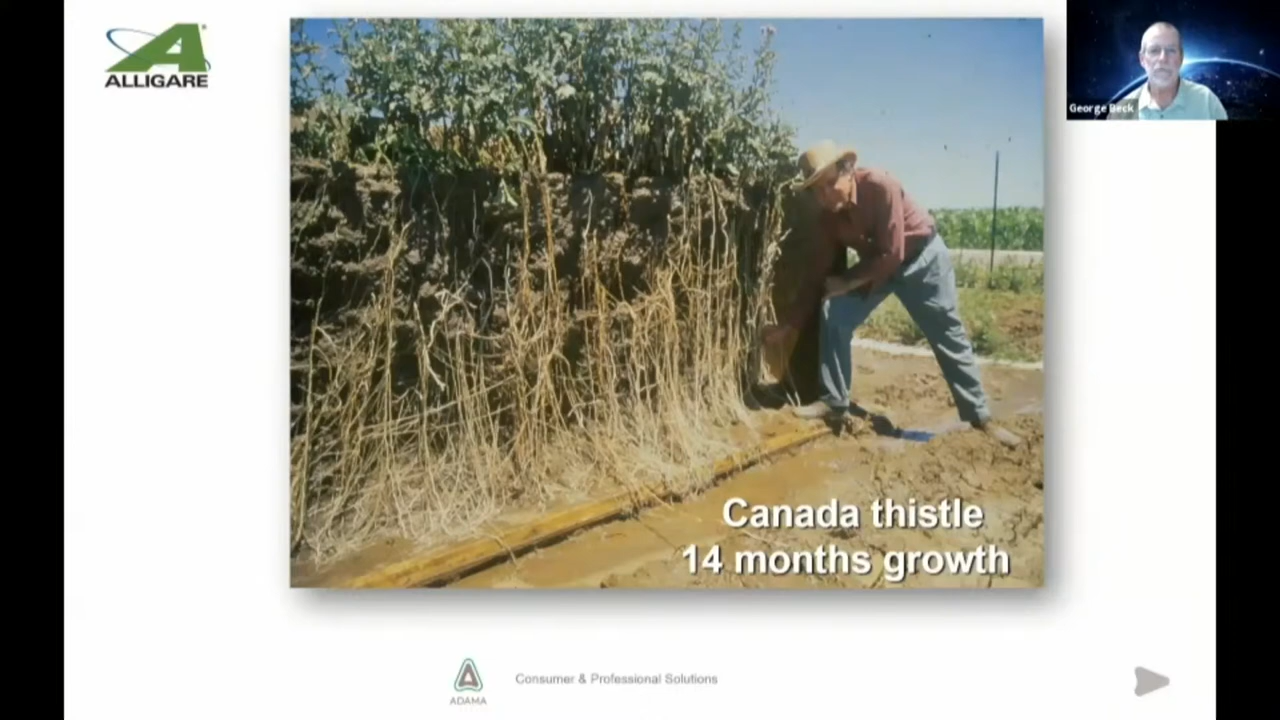 ALLIGARE
George Beck
Canada thistle
14 months growth
ADAMA
Consumer & Professional Solutions